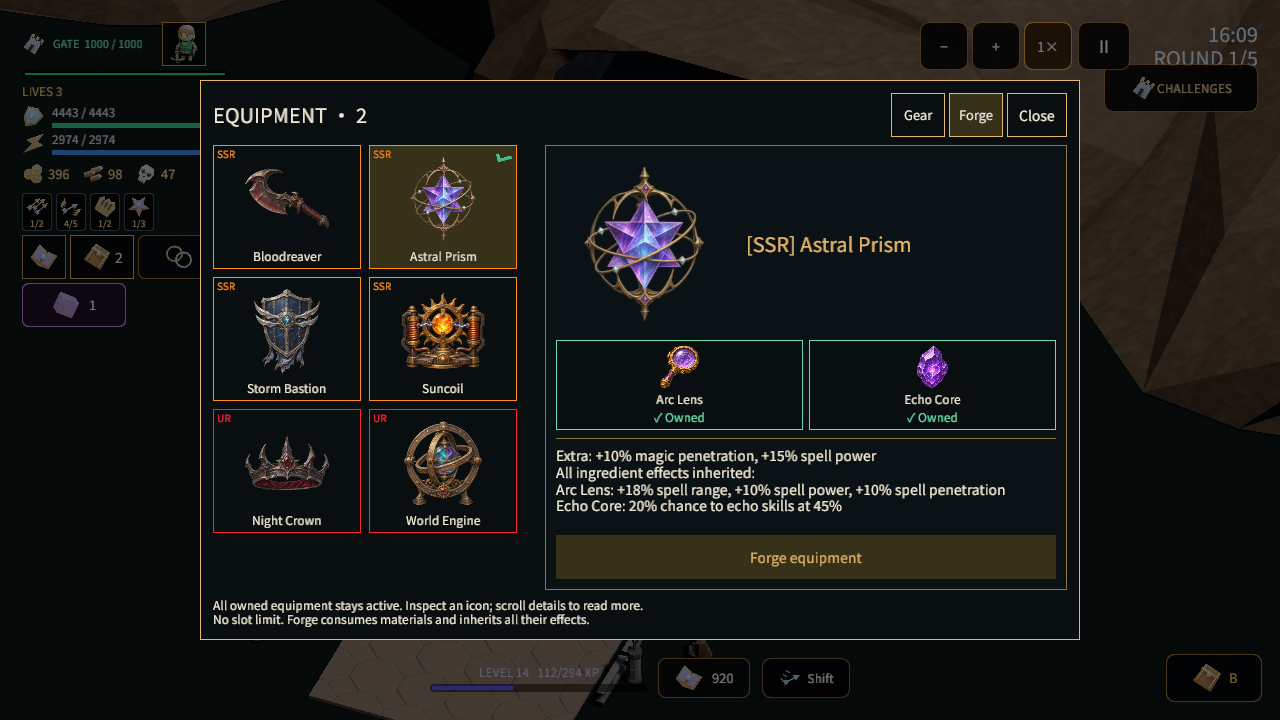 GATE 1000 / 1000
LIVES 3
4443 / 4443
2974 / 2974
396 98 47
1/2 4/5 1/2 1/3
2
1
− + 1× II
16:09
ROUND 1/5
CHALLENGES
EQUIPMENT • 2
Gear Forge Close
SSR
Bloodreaver
SSR
Astral Prism
SSR
Storm Bastion
SSR
Suncoil
UR
Night Crown
UR
World Engine
[SSR] Astral Prism
Arc Lens
✓ Owned
Echo Core
✓ Owned
Extra: +10% magic penetration, +15% spell power
All ingredient effects inherited:
Arc Lens: +18% spell range, +10% spell power, +10% spell penetration
Echo Core: 20% chance to echo skills at 45%
Forge equipment
All owned equipment stays active. Inspect an icon; scroll details to read more.
No slot limit. Forge consumes materials and inherits all their effects.
LEVEL 14 112/294 XP
920
Shift
B